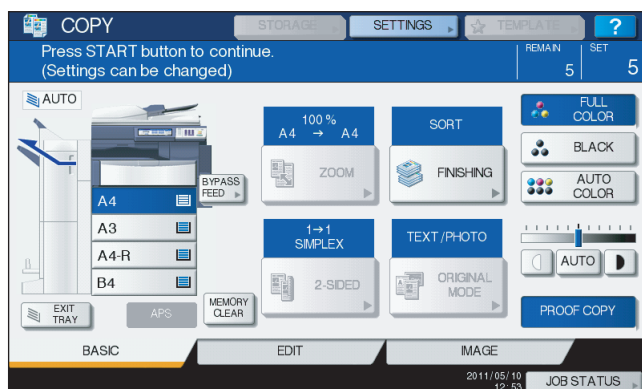 COPY
STORAGE
SETTINGS
TEMPLATE
?
Press START button to continue.
(Settings can be changed)
REMAIN
5
SET
5
AUTO
100 %
A4 → A4
ZOOM
SORT
FINISHING
FULL
COLOR
BLACK
AUTO
COLOR
BYPASS
FEED
A4
A3
A4-R
B4
1→1
SIMPLEX
2-SIDED
TEXT/PHOTO
ORIGINAL
MODE
AUTO
EXIT
TRAY
APS
MEMORY
CLEAR
PROOF COPY
BASIC
EDIT
IMAGE
2011/05/10
12:53
JOB STATUS